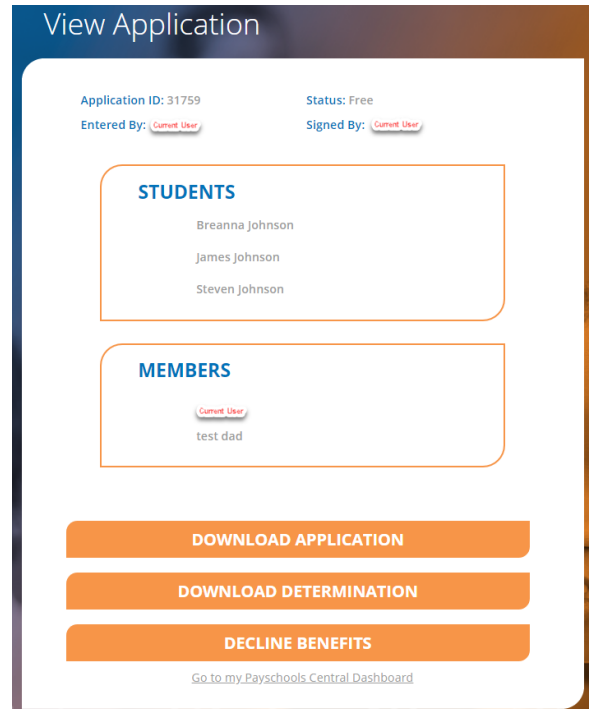 View Application
Application ID: 31759 Status: Free
Entered By: Current User Signed By: Current User
STUDENTS
Breanna Johnson
James Johnson
Steven Johnson
MEMBERS
Current User
test dad
DOWNLOAD APPLICATION
DOWNLOAD DETERMINATION
DECLINE BENEFITS
Go to my Payschools Central Dashboard